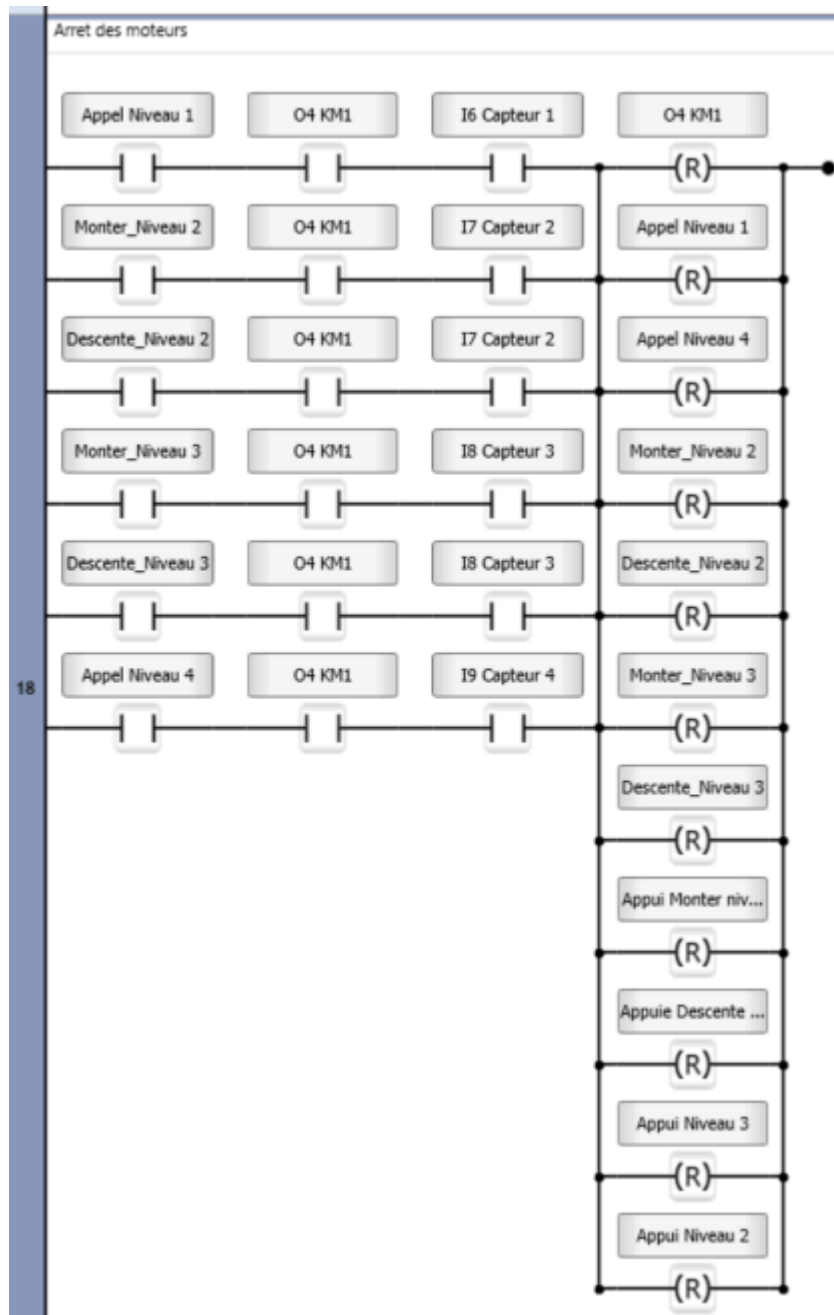 Arret des moteurs
Appel Niveau 1 O4 KM1 I6 Capteur 1 O4 KM1
(R)
Monter_Niveau 2 O4 KM1 I7 Capteur 2 Appel Niveau 1
(R)
Descente_Niveau 2 O4 KM1 I7 Capteur 2 Appel Niveau 4
(R)
Monter_Niveau 3 O4 KM1 I8 Capteur 3 Monter_Niveau 2
(R)
Descente_Niveau 3 O4 KM1 I8 Capteur 3 Descente_Niveau 2
(R)
18 Appel Niveau 4 O4 KM1 I9 Capteur 4 Monter_Niveau 3
(R)
Descente_Niveau 3
(R)
Appui Monter niv...
(R)
Appuie Descente ...
(R)
Appui Niveau 3
(R)
Appui Niveau 2
(R)